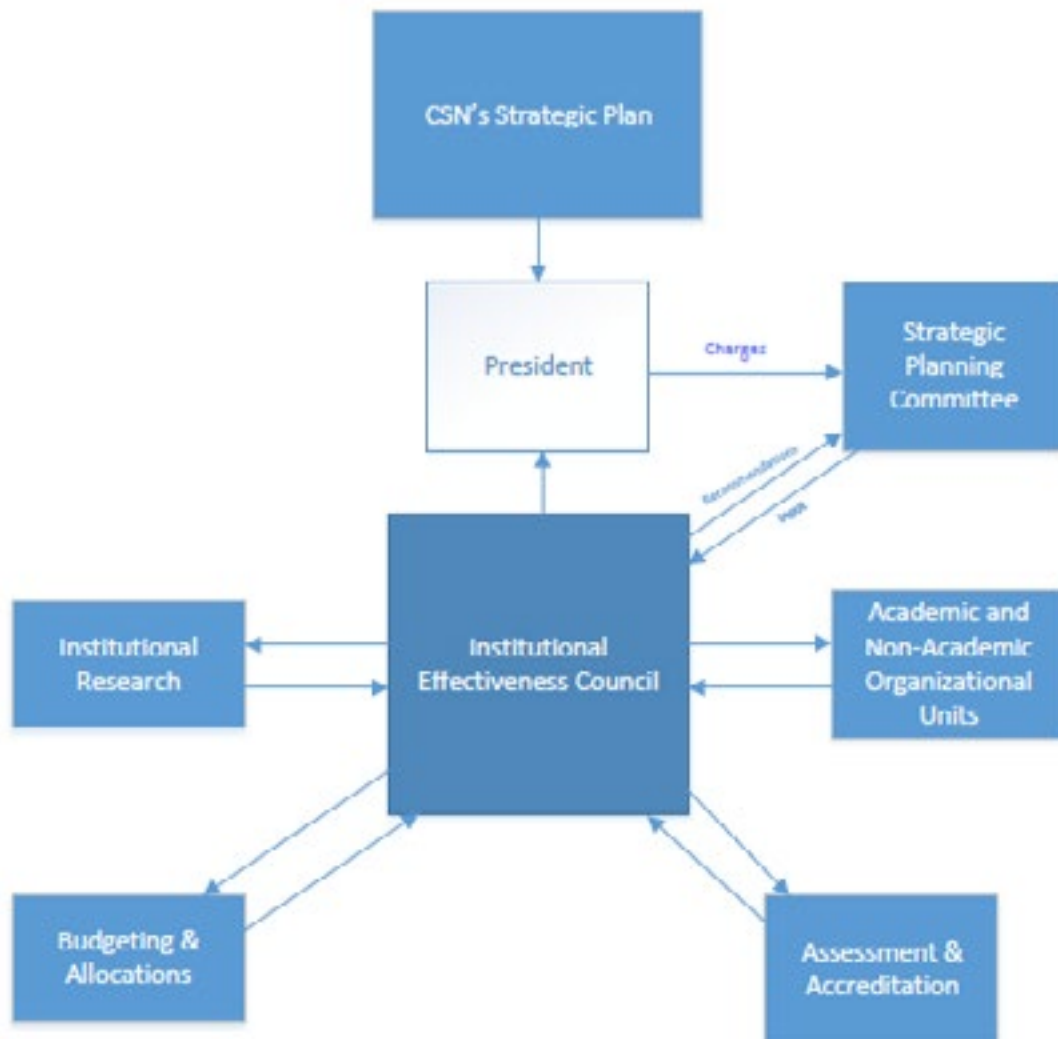 CSN's Strategic Plan
President
Charges
Strategic
Planning
Committee
Recommendations
Institutional
Effectiveness Council
Institutional
Research
Academic and
Non-Academic
Organizational
Units
Budgeting &
Allocations
Assessment &
Accreditation